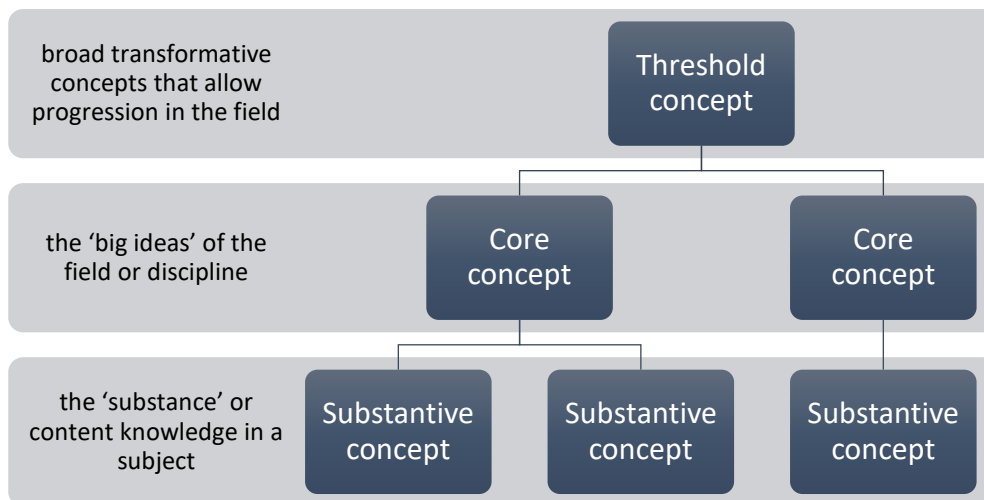 broad transformative
concepts that allow
progression in the field
Threshold
concept
the ‘big ideas’ of the
field or discipline
Core
concept
Core
concept
the ‘substance’ or
content knowledge in a
subject
Substantive
concept
Substantive
concept
Substantive
concept